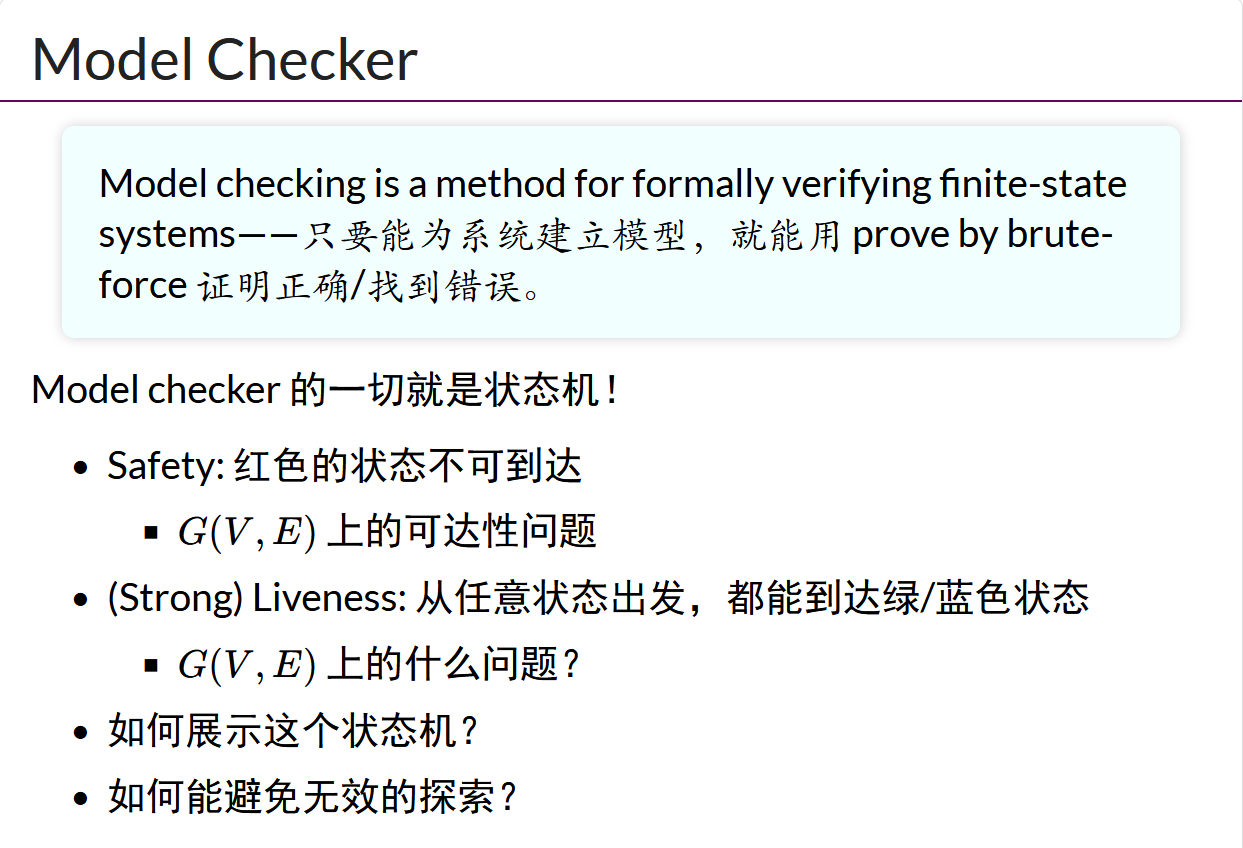 Model Checker
Model checking is a method for formally verifying finite-state
systems——只要能为系统建立模型，就能用 prove by brute-
force 证明正确/找到错误。
Model checker 的一切就是状态机！
• Safety: 红色的状态不可到达
▪ G(V, E) 上的可达性问题
• (Strong) Liveness: 从任意状态出发，都能到达绿/蓝色状态
▪ G(V, E) 上的什么问题？
• 如何展示这个状态机？
• 如何能避免无效的探索？